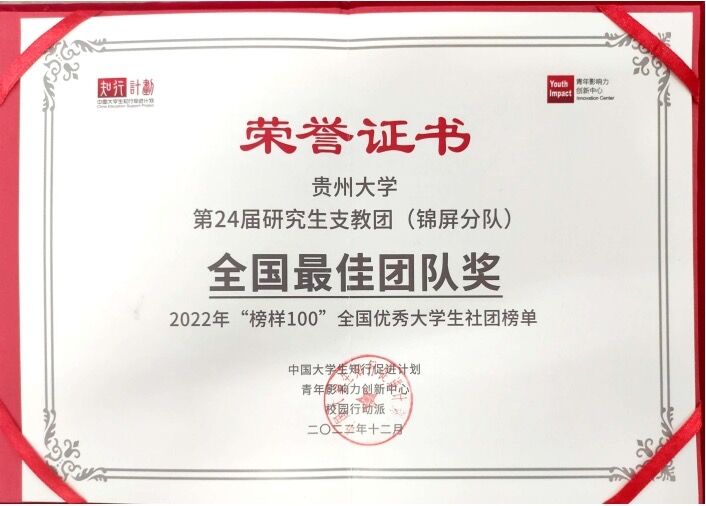 知行計劃
中国大学生知行促进计划
China Education Support Project
Youth Impact
青年影响力
创新中心
Innovation Center
荣誉证书
贵州大学
第24届研究生支教团（锦屏分队）
全国最佳团队奖
2022年“榜样100”全国优秀大学生社团榜单
中国大学生知行促进计划
青年影响力创新中心
校园行动派
二〇二二年十二月